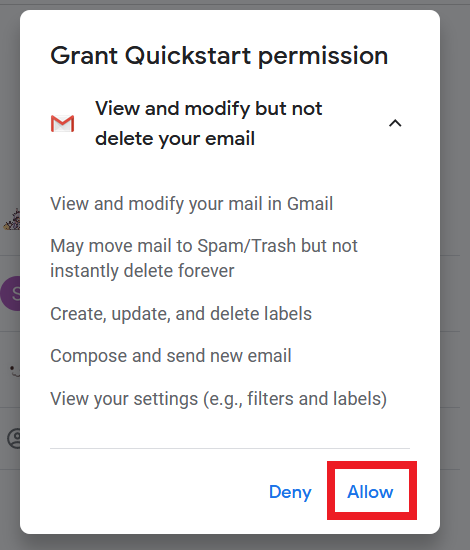 Grant Quickstart permission
View and modify but not
delete your email
View and modify your mail in Gmail
May move mail to Spam/Trash but not
instantly delete forever
Create, update, and delete labels
Compose and send new email
View your settings (e.g., filters and labels)
Deny Allow